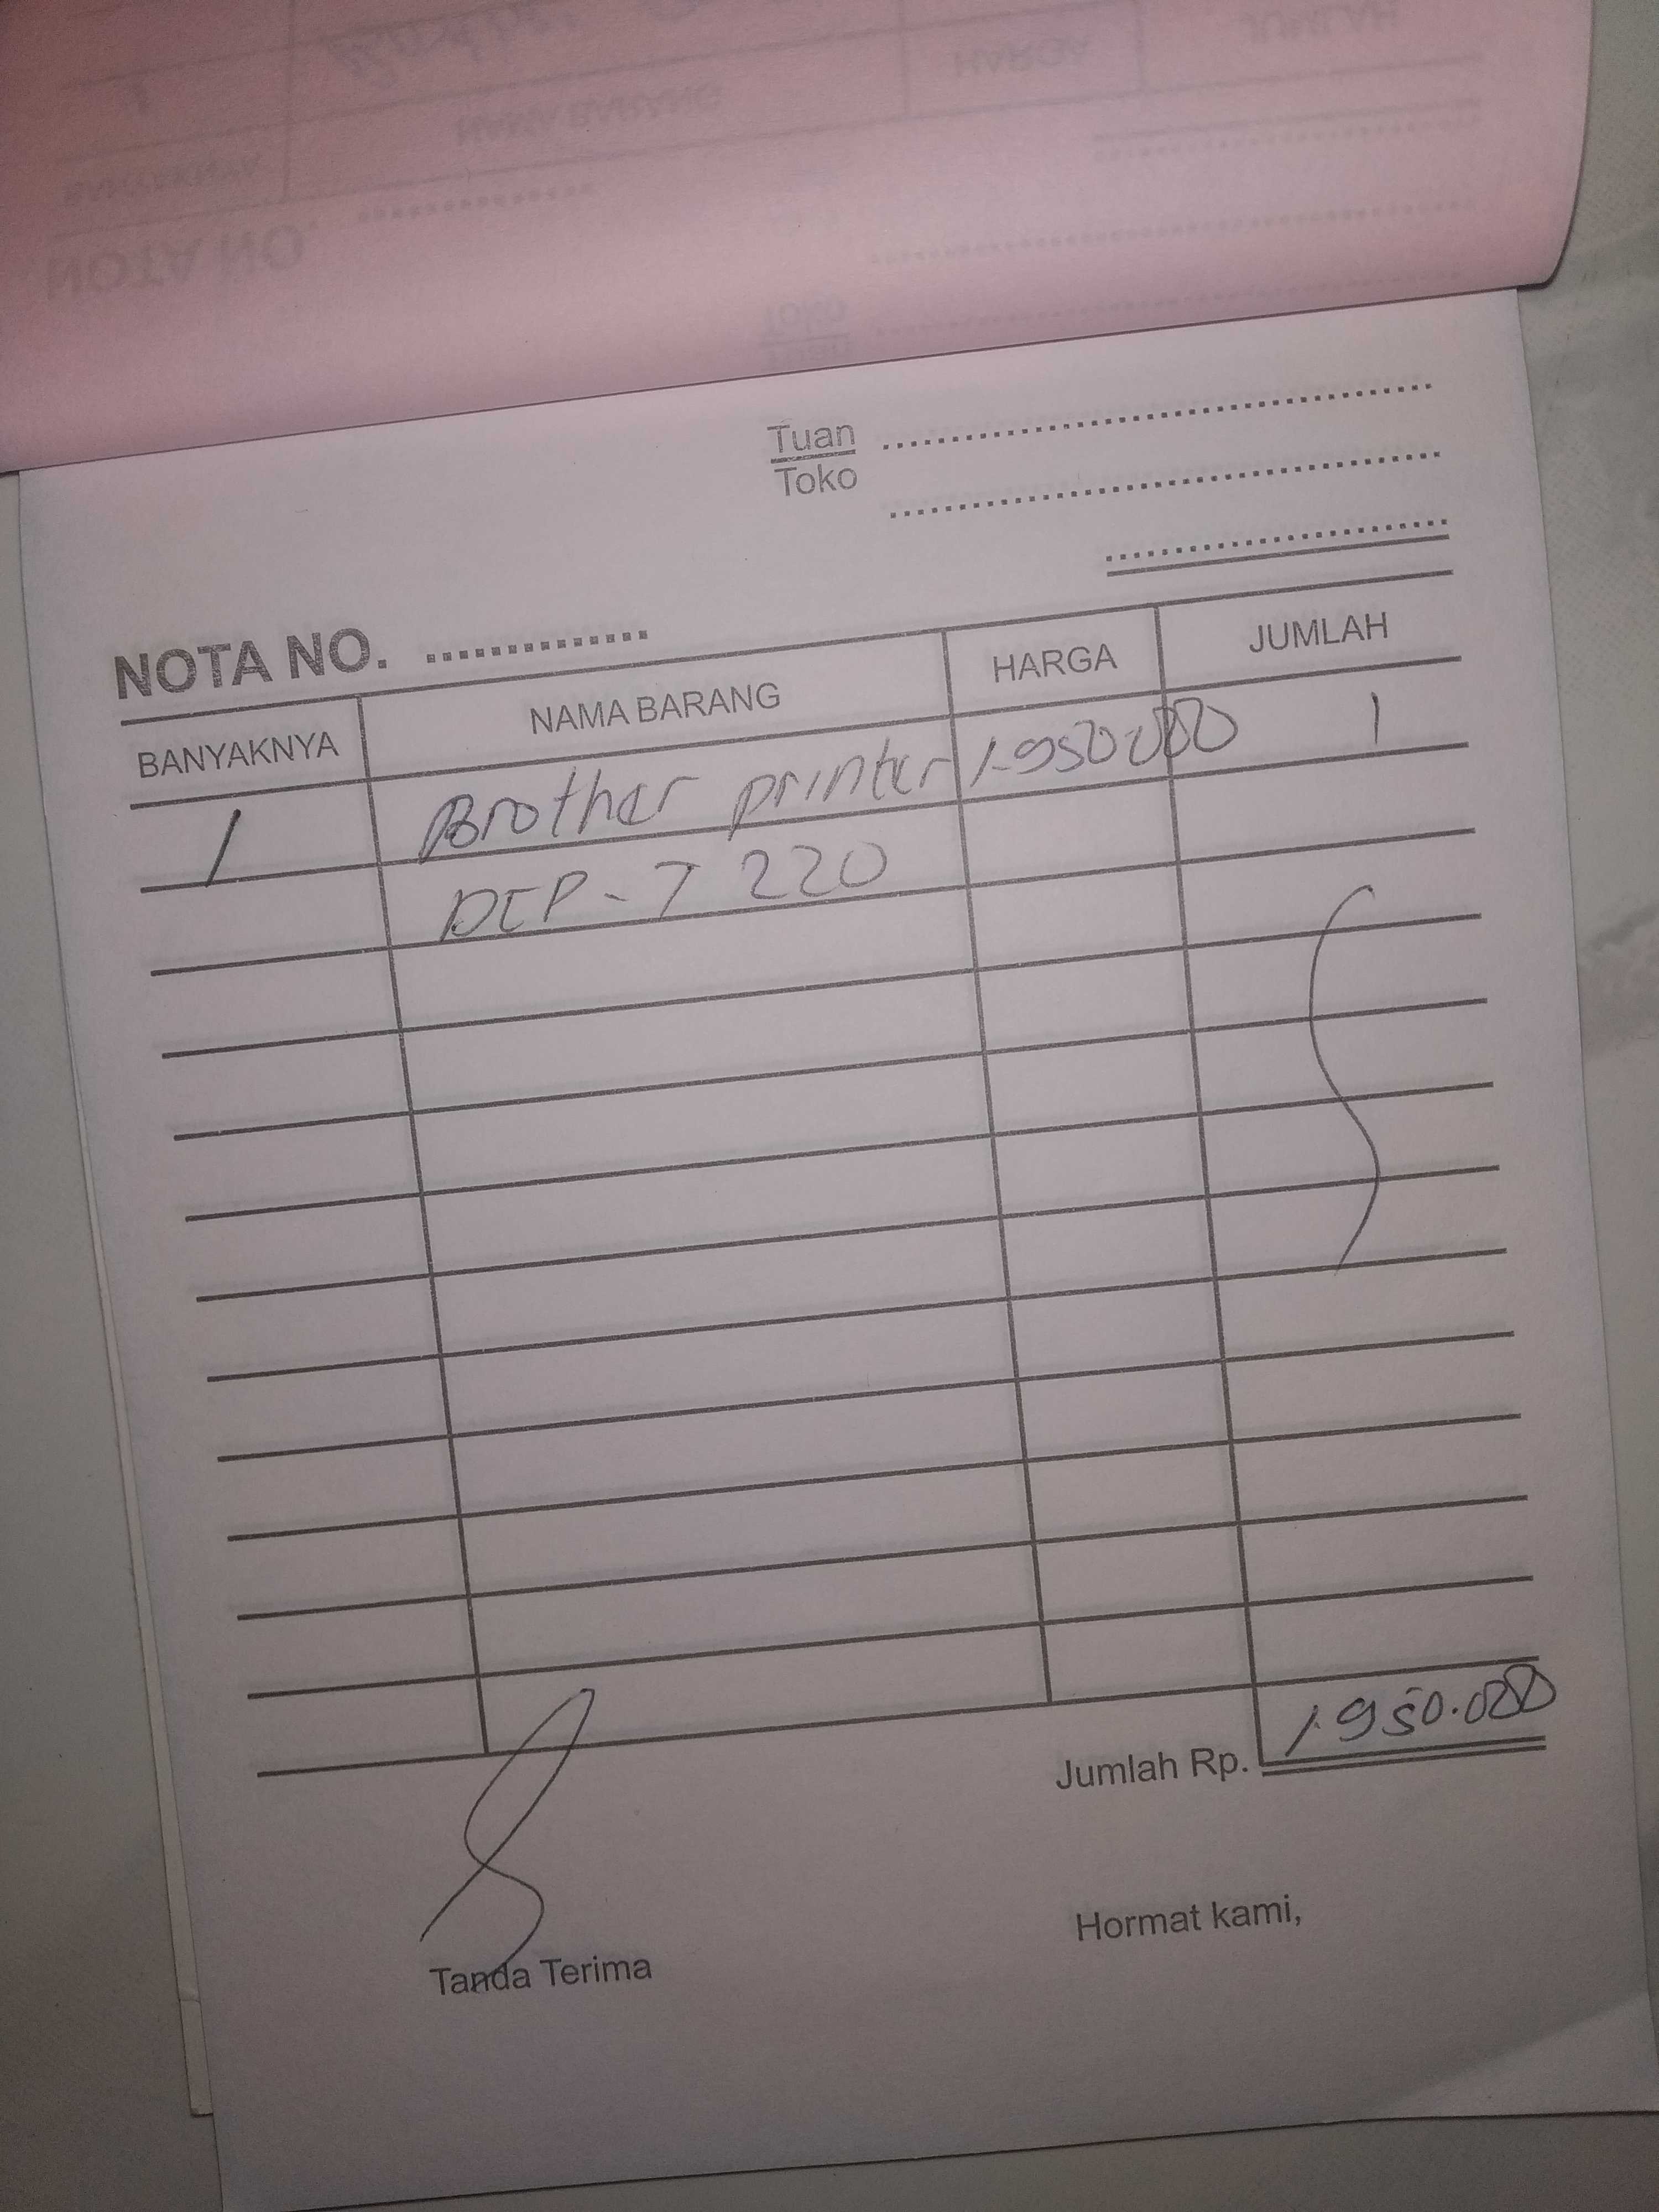 Tuan
Toko
NOTA NO. ..............
BANYAKNYA NAMA BARANG HARGA JUMLAH
1 Brother printer 1.950.000 1
DCP - T 220
Jumlah Rp. 1.950.000
Tanda Terima Hormat kami,